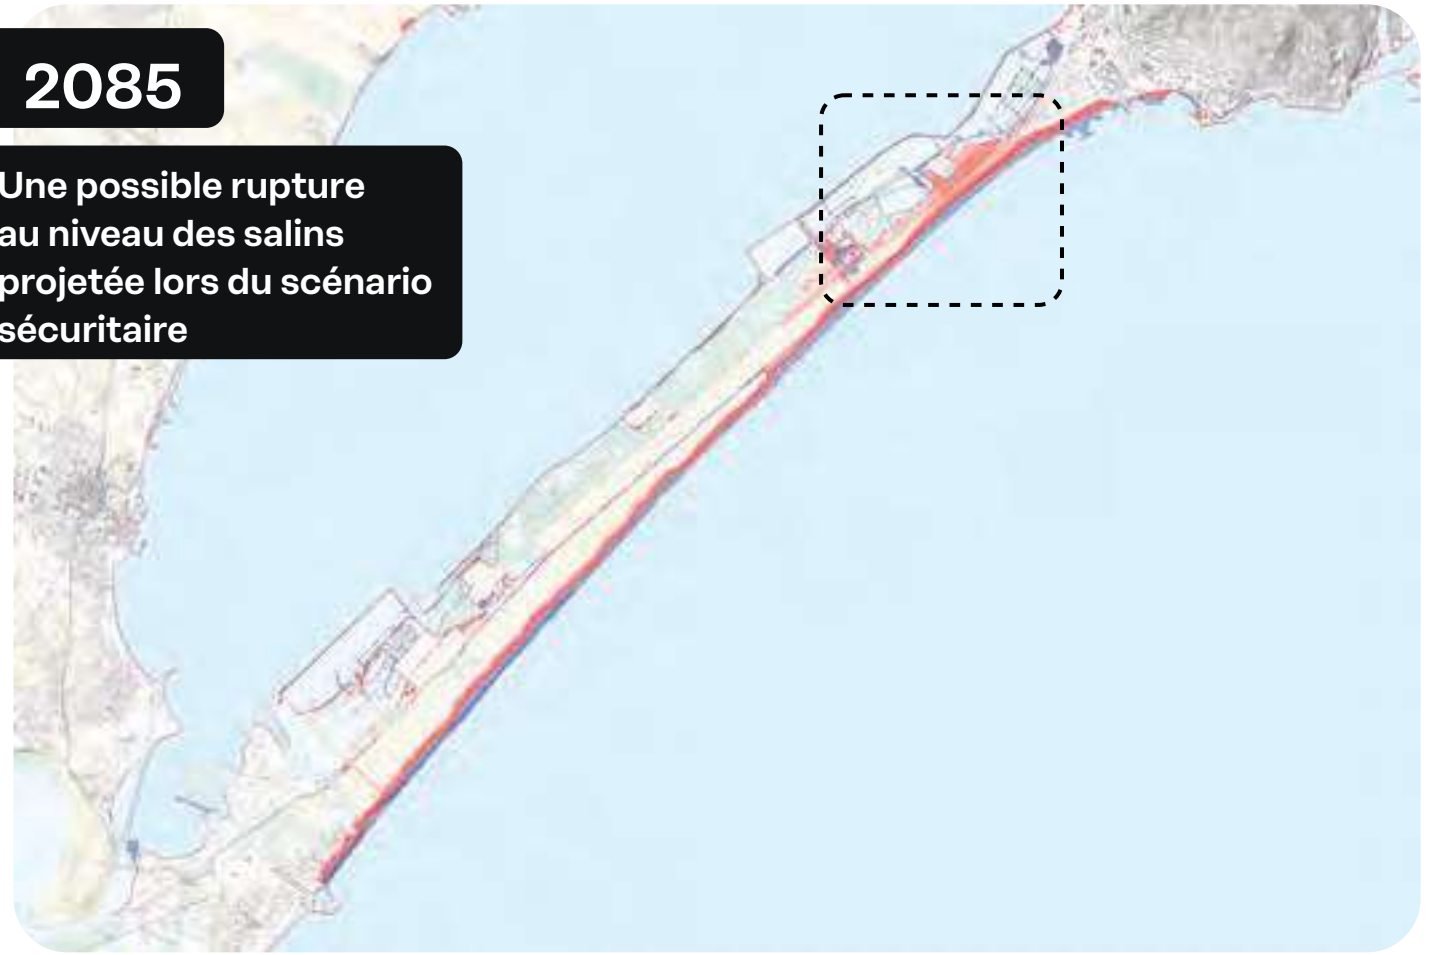 2085
Une possible rupture
au niveau des salins
projetée lors du scénario
sécuritaire